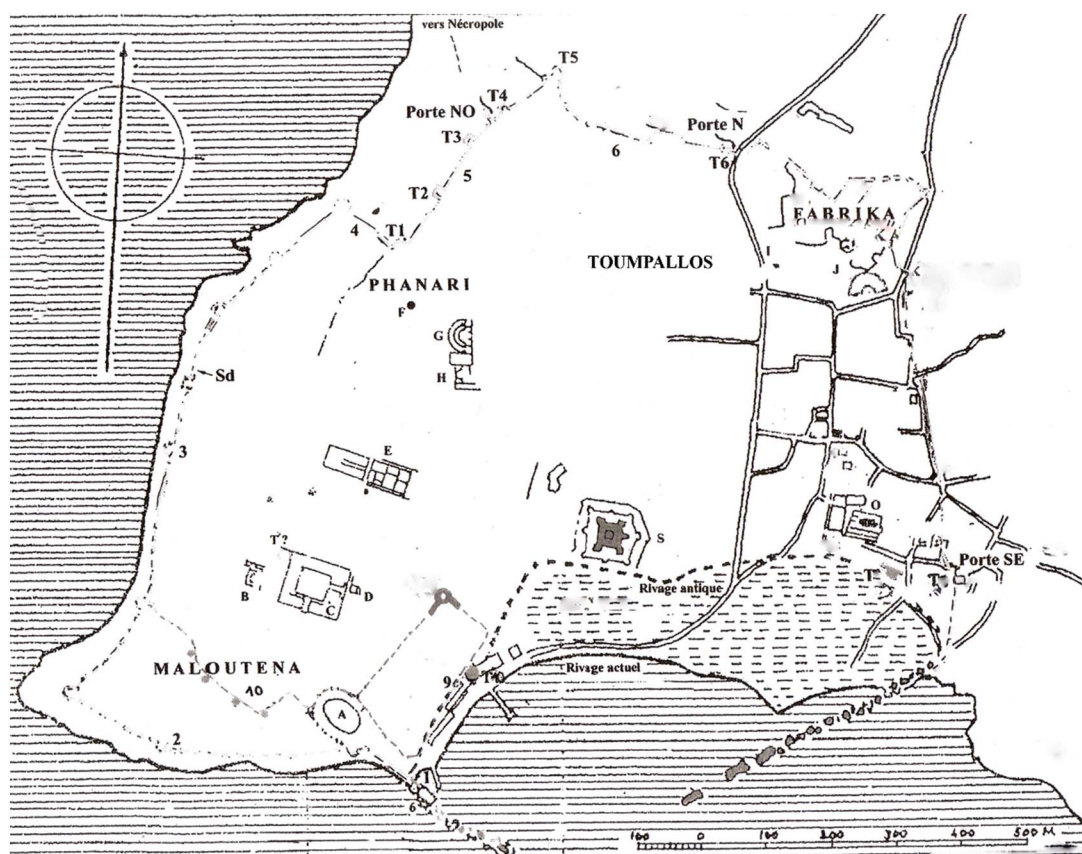 vers Nécropole
T5
T4
Porte NO
T3
Porte N
6
T6
5
T2
FABRIKA
4
T1
I
J
TOUMPALLOS
PHANARI
F
G
H
Sd
3
E
O
S
Porte SE
T?
Rivage antique
T
T
B
D
C
MALOUTENA
Rivage actuel
9
T10
10
A
2
T
6
100 0 100 200 300 400 500 M